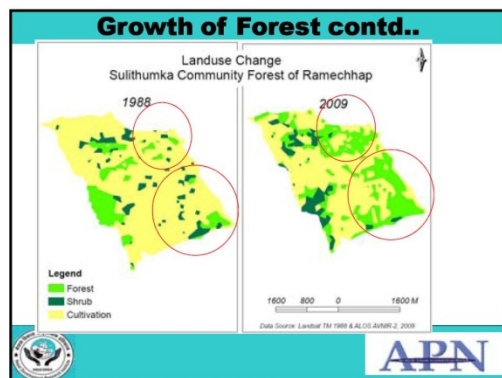 Growth of Forest contd..
Landuse Change
Sulithumka Community Forest of Ramechhap
1988
2009
Legend
Forest
Shrub
Cultivation
1600 800 0 1600 M
Data Source: Landsat TM 1988 & ALOS AVNIR-2, 2009
APN